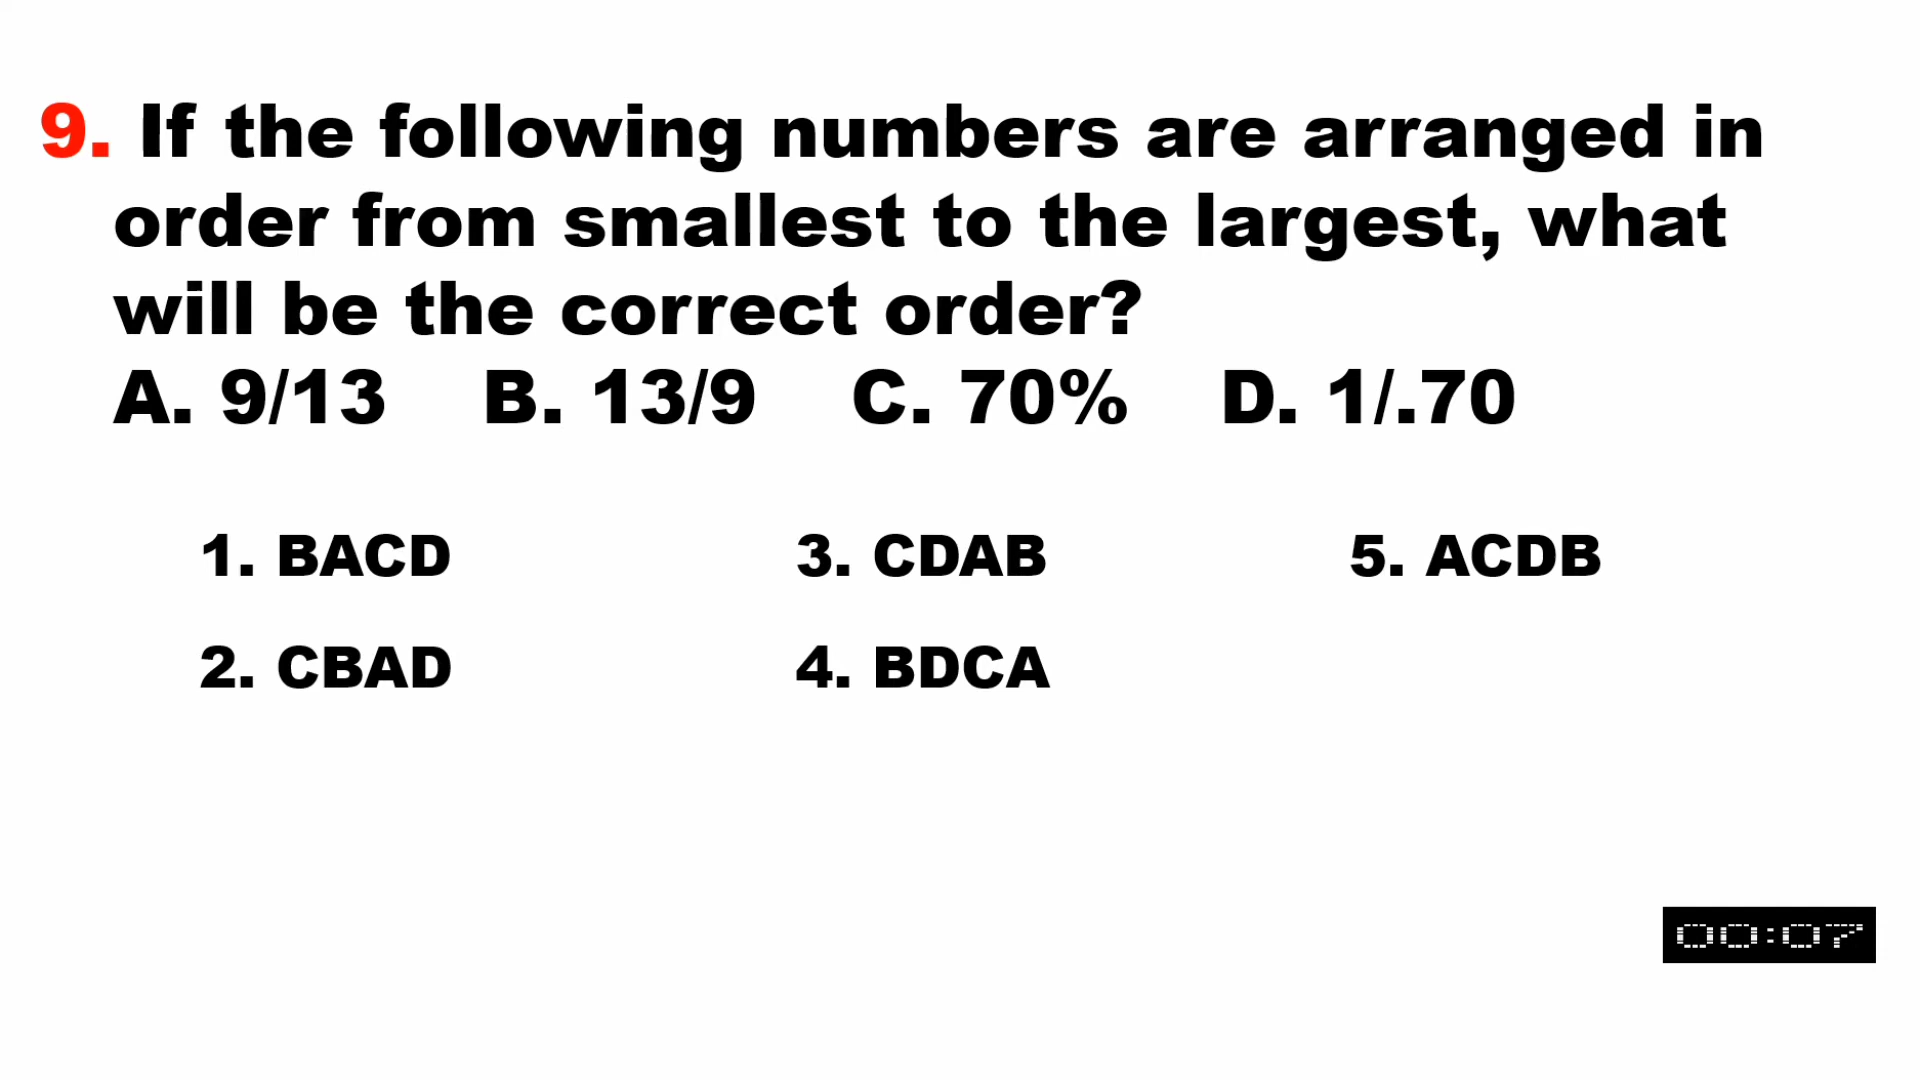 9. If the following numbers are arranged in
order from smallest to the largest, what
will be the correct order?
A. 9/13 B. 13/9 C. 70% D. 1/.70
1. BACD 3. CDAB 5. ACDB
2. CBAD 4. BDCA
00:07